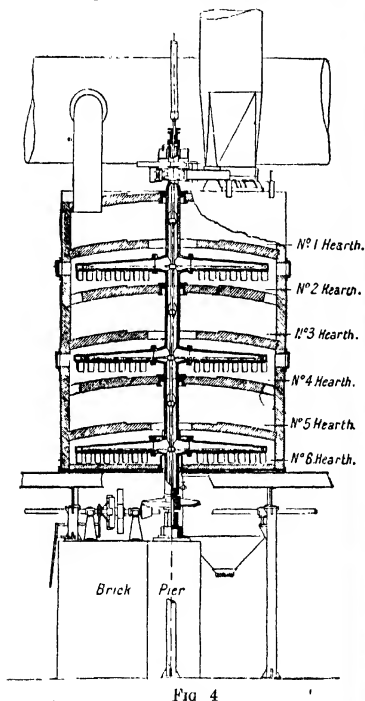 Nº 1 Hearth.
Nº 2 Hearth.
Nº 3 Hearth.
Nº 4 Hearth.
Nº 5 Hearth.
Nº 6 Hearth.
Brick Pier
Fig 4